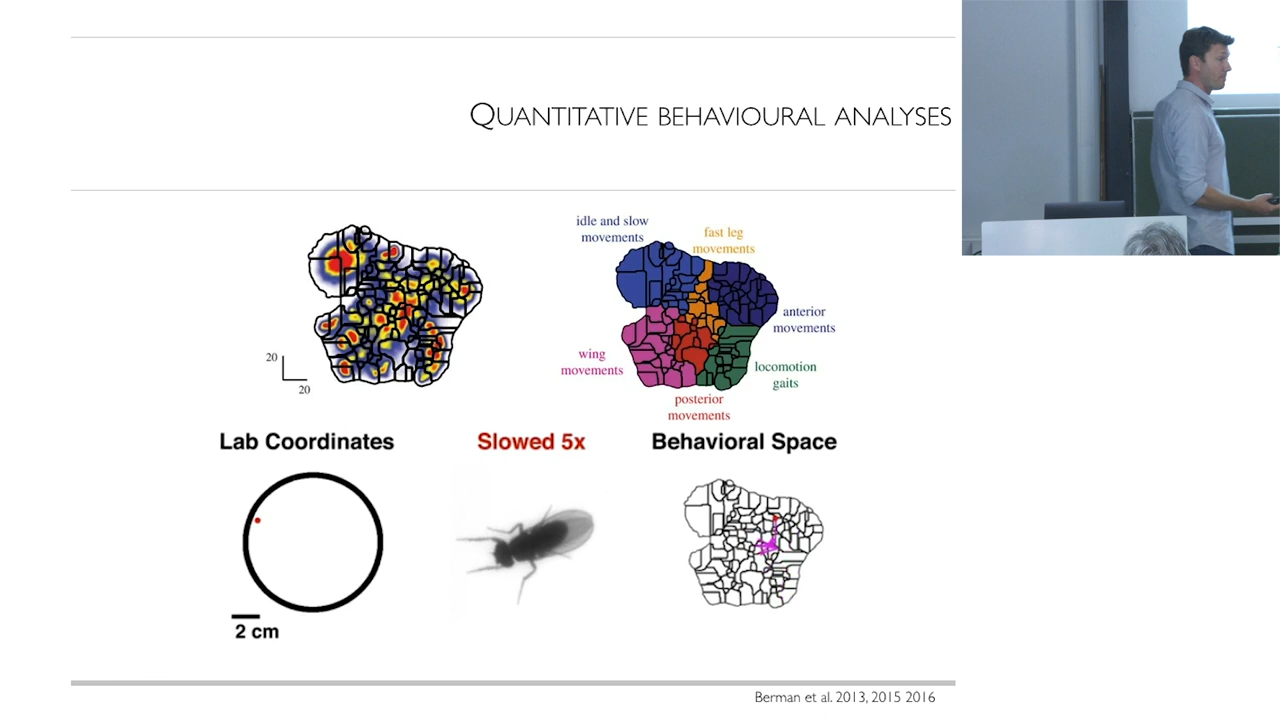 QUANTITATIVE BEHAVIOURAL ANALYSES
idle and slow
movements
fast leg
movements
anterior
movements
wing
movements
locomotion
gaits
posterior
movements
20
20
Lab Coordinates
Slowed 5x
Behavioral Space
2 cm
Berman et al. 2013, 2015 2016